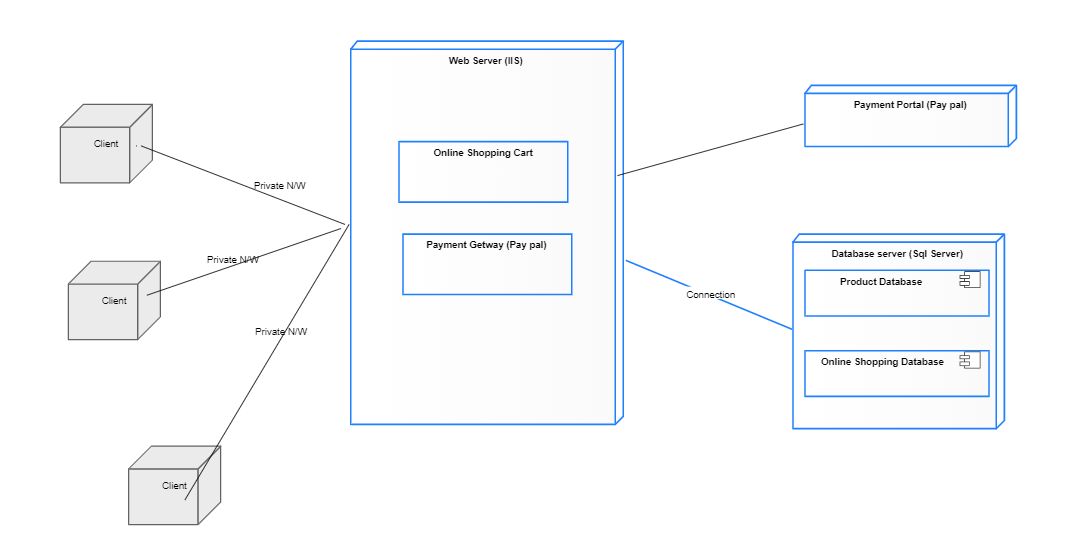 Web Server (IIS)
Payment Portal (Pay pal)
Client
Online Shopping Cart
Private N/W
Payment Getway (Pay pal)
Database server (Sql Server)
Private N/W
Product Database
Client
Connection
Private N/W
Online Shopping Database
Client